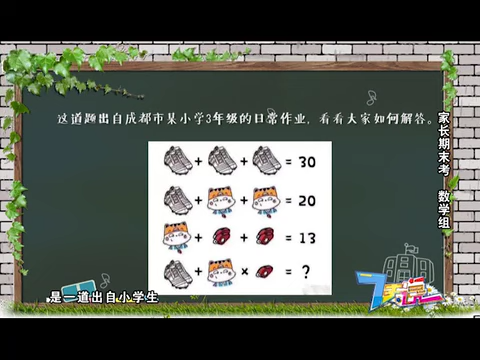 这道题出自成都市某小学3年级的日常作业，看看大家如何解答。
家长期末考 数学组
+ + = 30
+ + = 20
+ + = 13
+ × = ?
是一道出自小学生